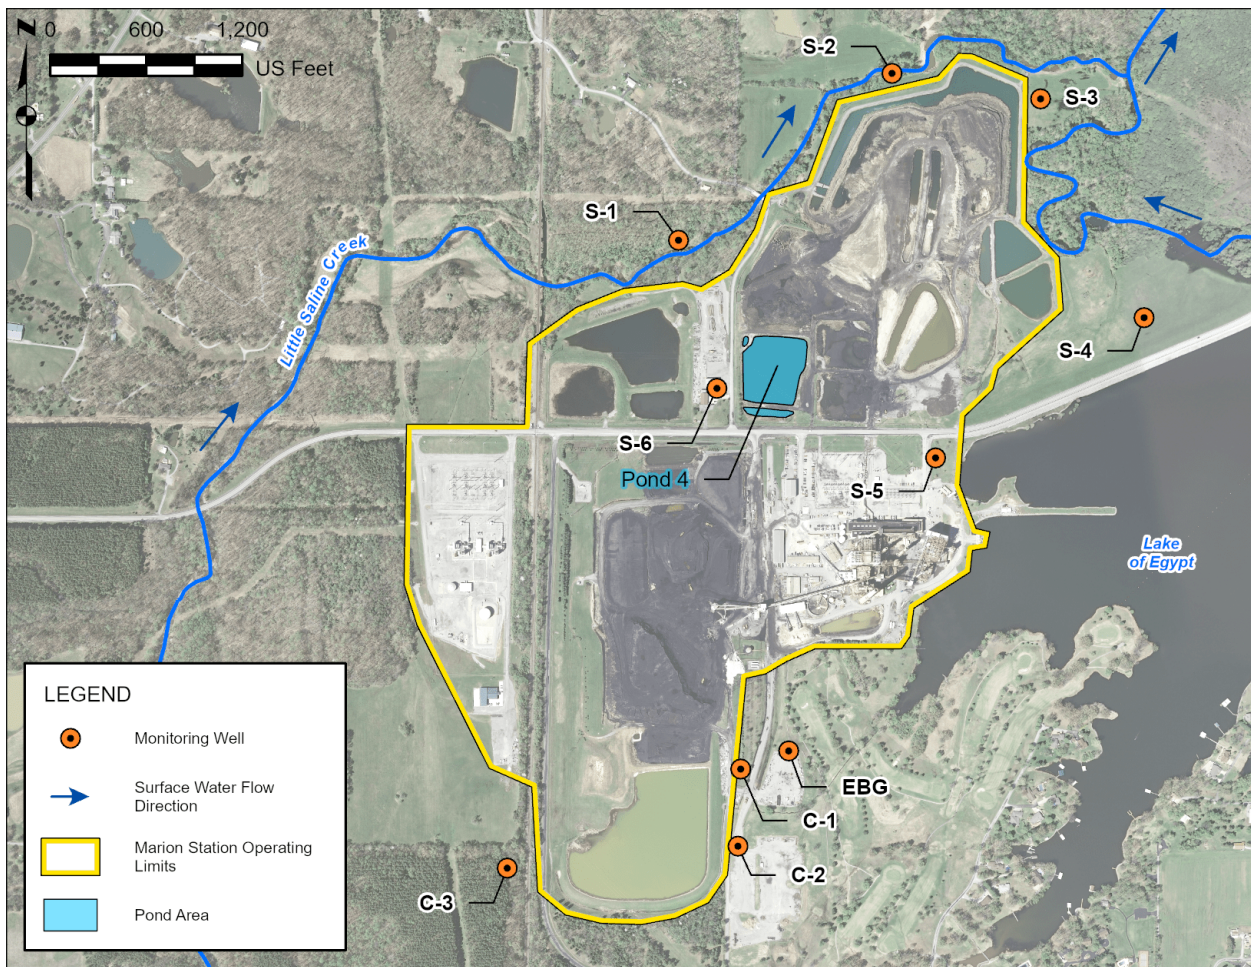 N
0 600 1,200
US Feet
S-2
S-3
S-1
Little Saline Creek
S-4
S-6
Pond 4
S-5
Lake
of Egypt
EBG
C-1
C-2
C-3
LEGEND
Monitoring Well
Surface Water Flow
Direction
Marion Station Operating
Limits
Pond Area